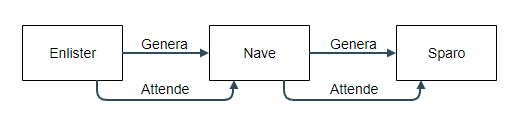 Enlister
Genera
Nave
Genera
Sparo
Attende
Attende